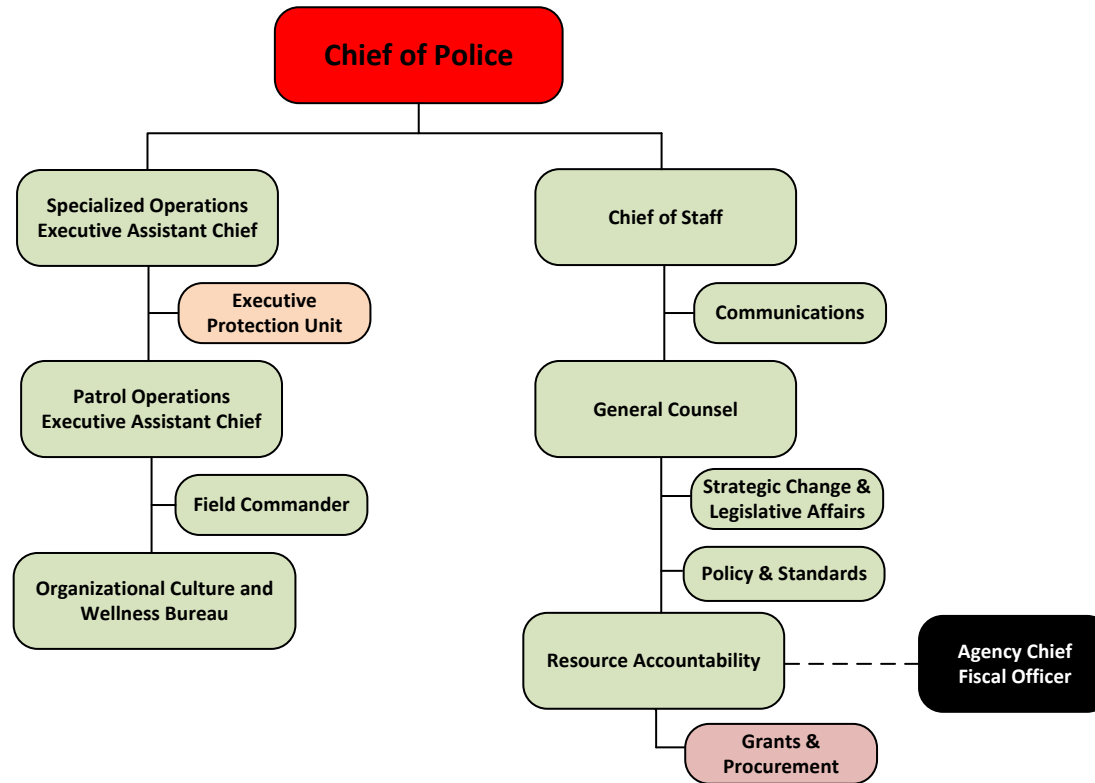 Chief of Police
Specialized Operations
Executive Assistant Chief
Executive
Protection Unit
Patrol Operations
Executive Assistant Chief
Field Commander
Organizational Culture and
Wellness Bureau
Chief of Staff
Communications
General Counsel
Strategic Change &
Legislative Affairs
Policy & Standards
Resource Accountability
Agency Chief
Fiscal Officer
Grants &
Procurement